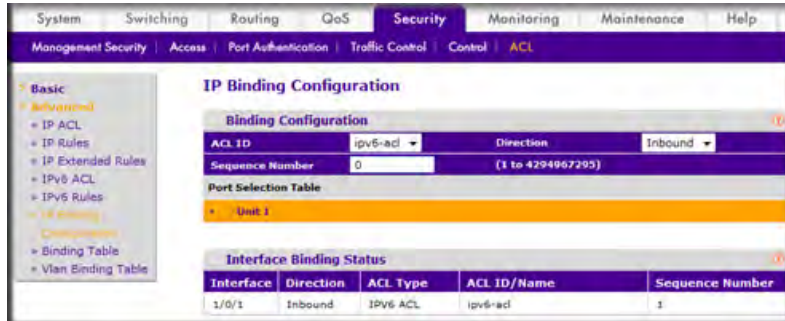 System Switching Routing QoS Security Monitoring Maintenance Help
Management Security Access Port Authentication Traffic Control Control ACL
Basic
Advanced
IP ACL
IP Rules
IP Extended Rules
IPv6 ACL
IPv6 Rules
IP Binding
Configuration
Binding Table
Vlan Binding Table
IP Binding Configuration
Binding Configuration
ACL ID ipv6-acl Direction Inbound
Sequence Number 0 (1 to 4294967295)
Port Selection Table
Unit 1
Interface Binding Status
Interface Direction ACL Type ACL ID/Name Sequence Number
1/0/1 Inbound IPV6 ACL ipv6-acl 1